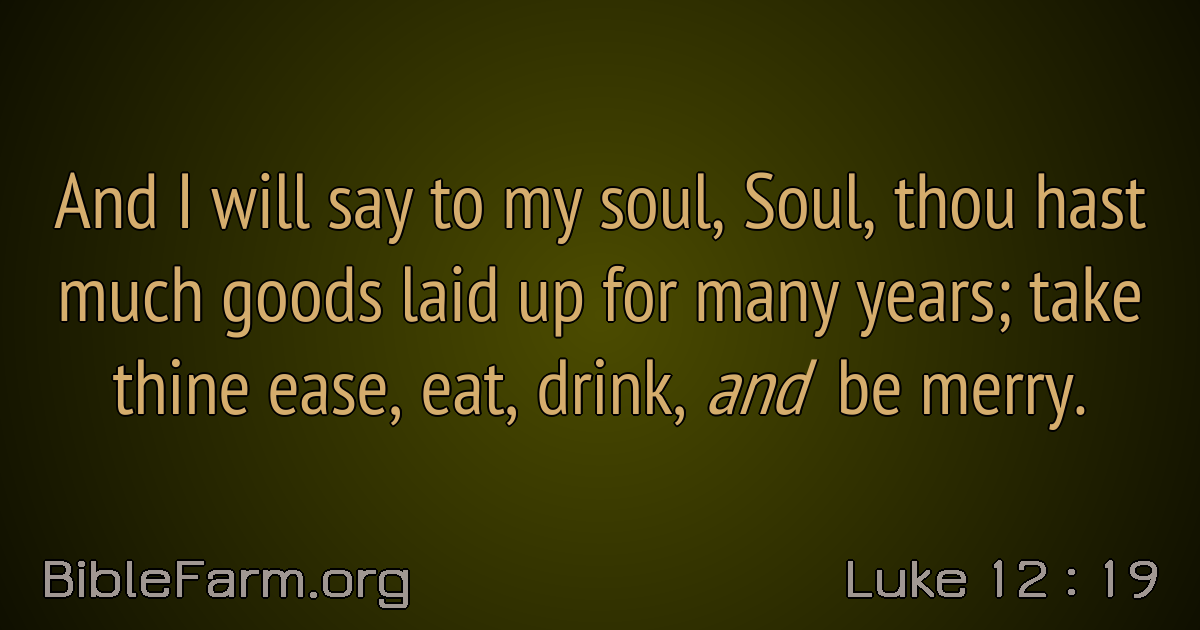 And I will say to my soul, Soul, thou hast
much goods laid up for many years; take
thine ease, eat, drink, and be merry.
BibleFarm.org
Luke 12 : 19